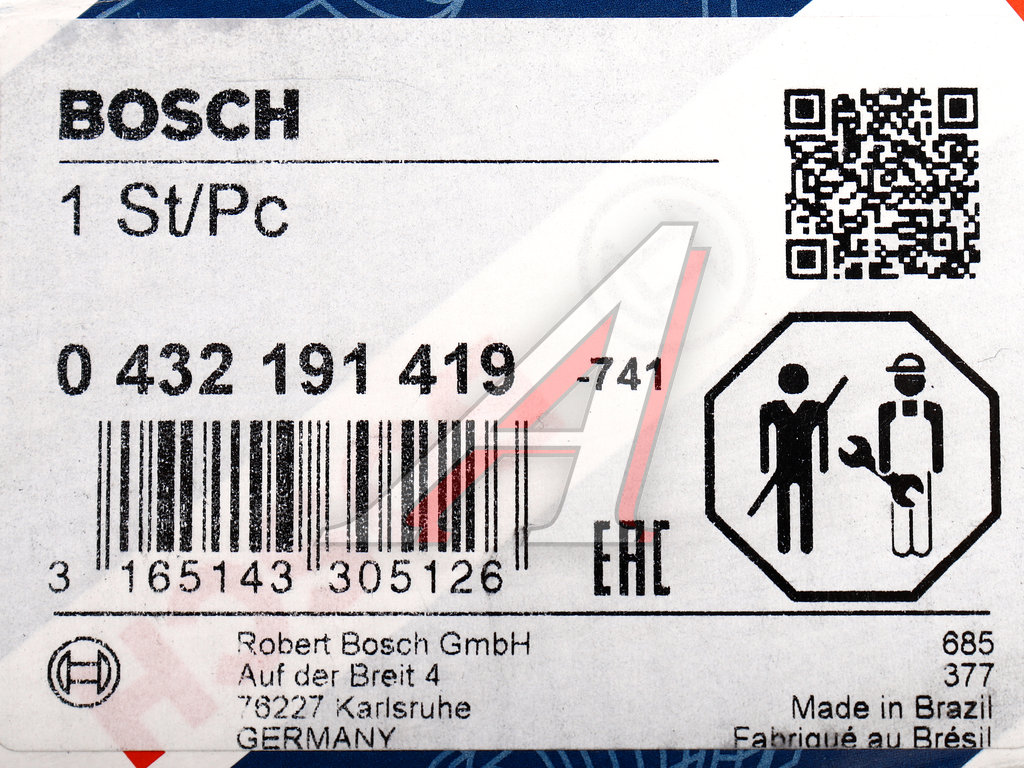 BOSCH
1 St/Pc
0 432 191 419 -741
3 165143 305126
EAC
Robert Bosch GmbH
Auf der Breit 4
76227 Karlsruhe
GERMANY
685
377
Made in Brazil
Fabriqué au Brésil